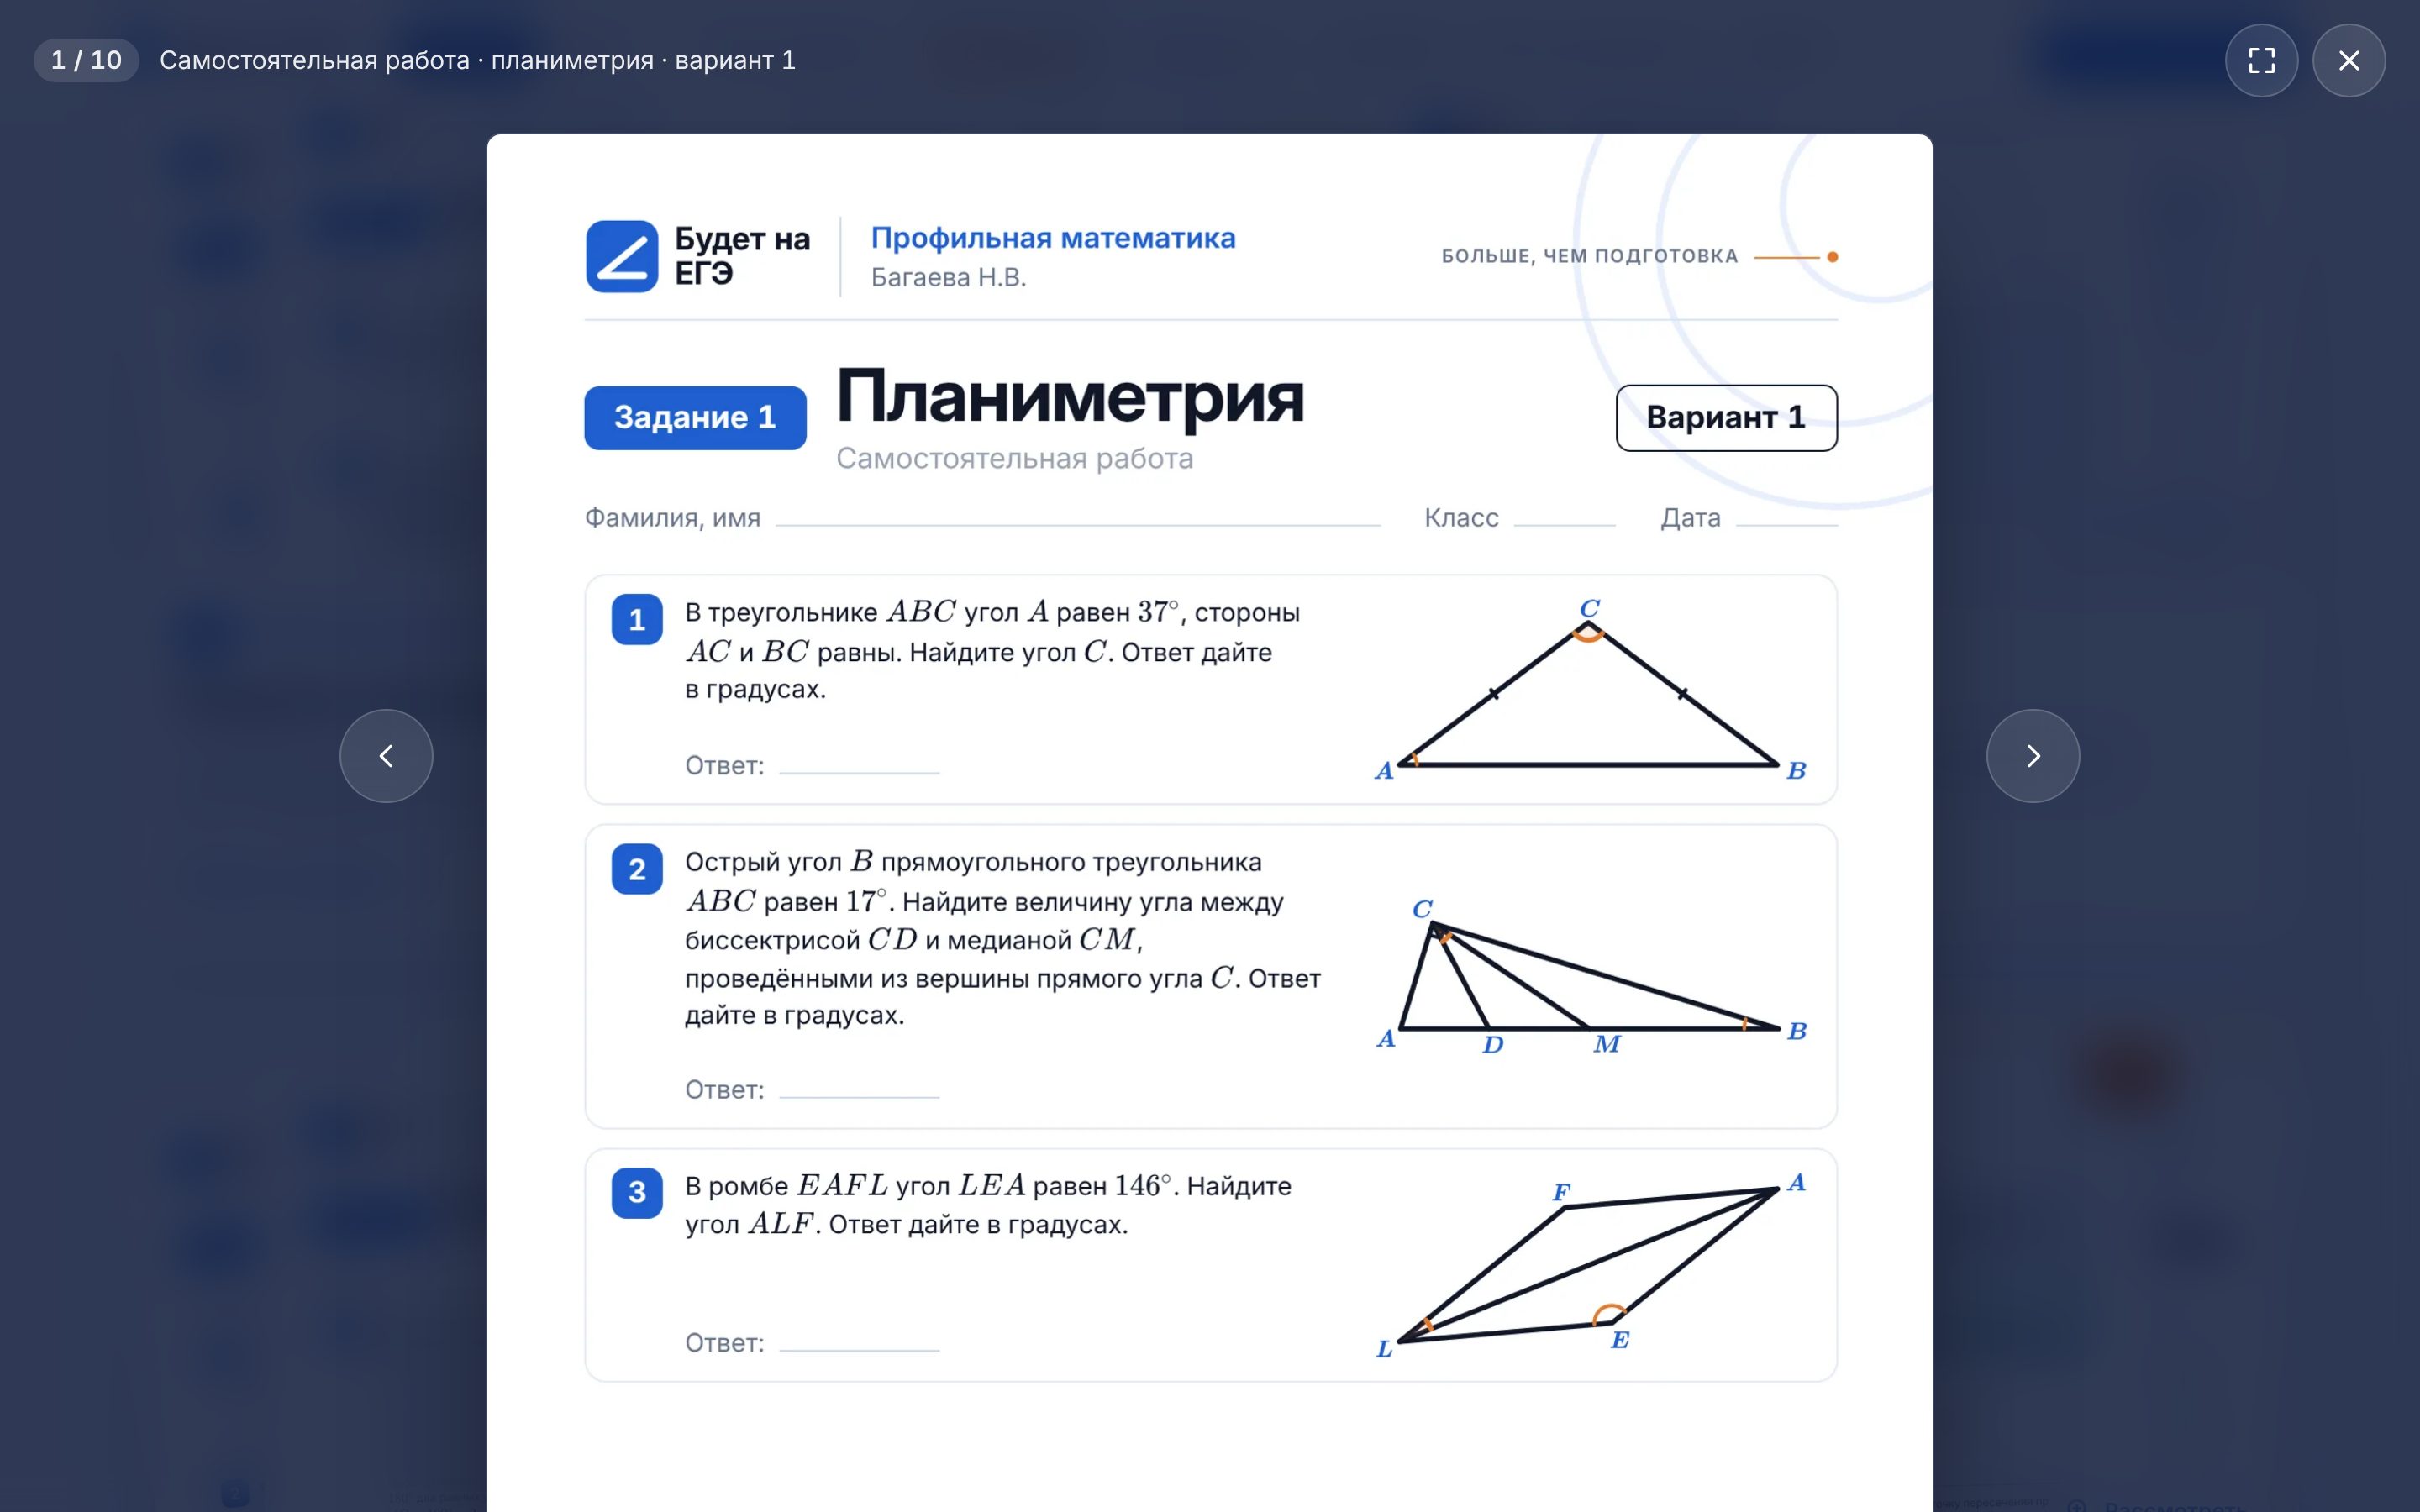 1 / 10
Самостоятельная работа · планиметрия · вариант 1
Будет на
ЕГЭ
Профильная математика
Багаева Н.В.
БОЛЬШЕ, ЧЕМ ПОДГОТОВКА
Задание 1
Планиметрия
Самостоятельная работа
Вариант 1
Фамилия, имя
Класс
Дата
1
В треугольнике ABC угол A равен 37°, стороны
AC и BC равны. Найдите угол C. Ответ дайте
в градусах.
Ответ:
C
A
B
2
Острый угол B прямоугольного треугольника
ABC равен 17°. Найдите величину угла между
биссектрисой CD и медианой CM,
проведёнными из вершины прямого угла C. Ответ
дайте в градусах.
Ответ:
C
A
D
M
B
3
В ромбе EAFL угол LEA равен 146°. Найдите
угол ALF. Ответ дайте в градусах.
Ответ:
F
A
L
E